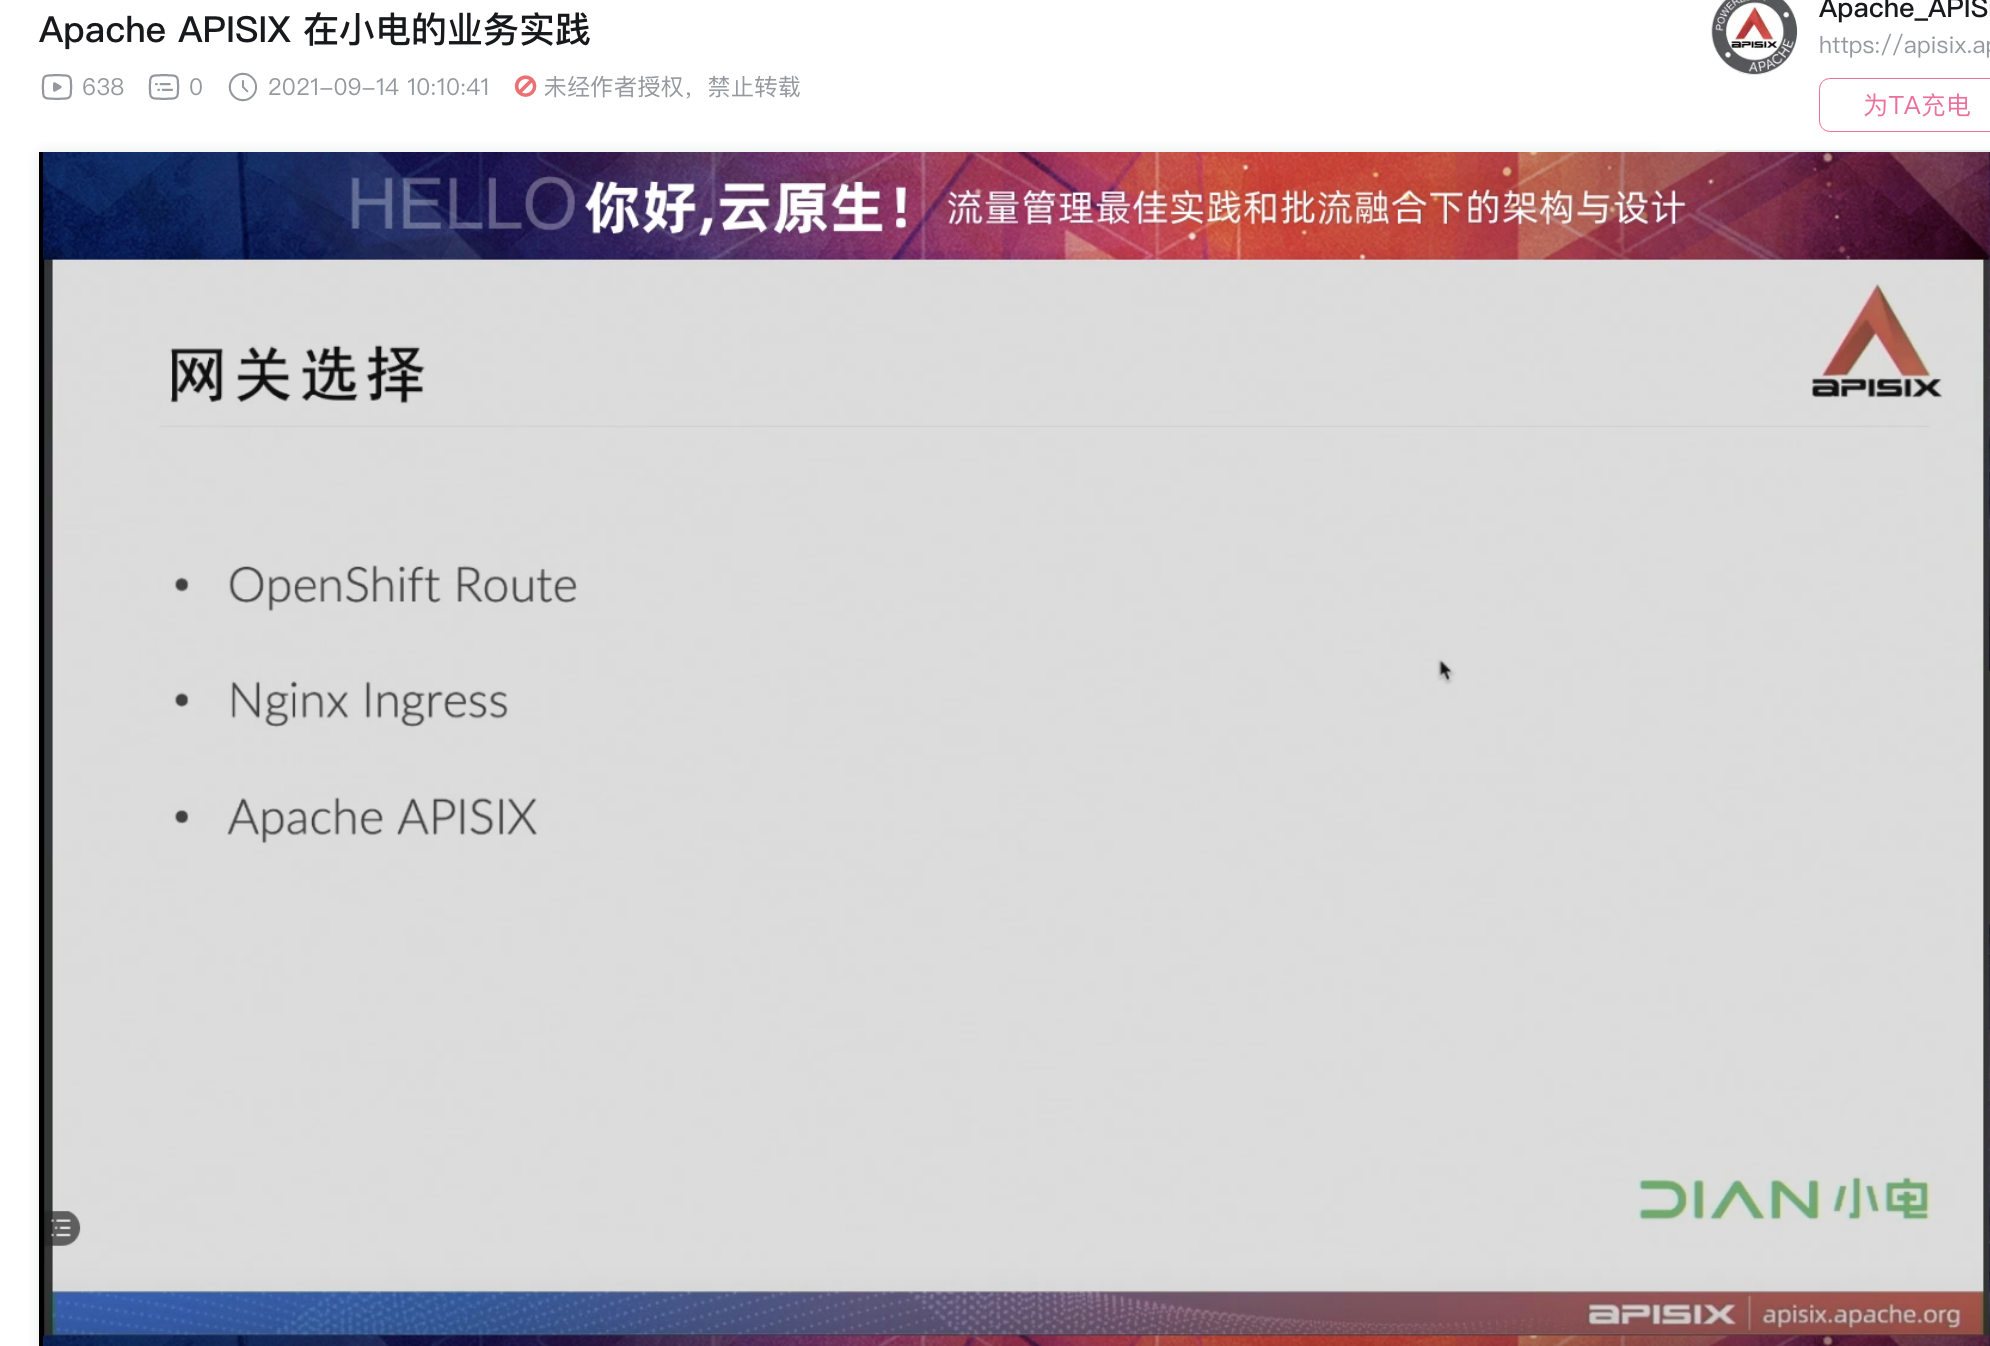 Apache APISIX 在小电的业务实践
638 0 2021-09-14 10:10:41 未经作者授权，禁止转载
Apache_APIS
https://apisix.ap
为TA充电
POWERE
APISIX
APACHE
HELLO 你好,云原生！ 流量管理最佳实践和批流融合下的架构与设计
APISIX
网关选择
• OpenShift Route
• Nginx Ingress
• Apache APISIX
DIAN 小电
APISIX | apisix.apache.org